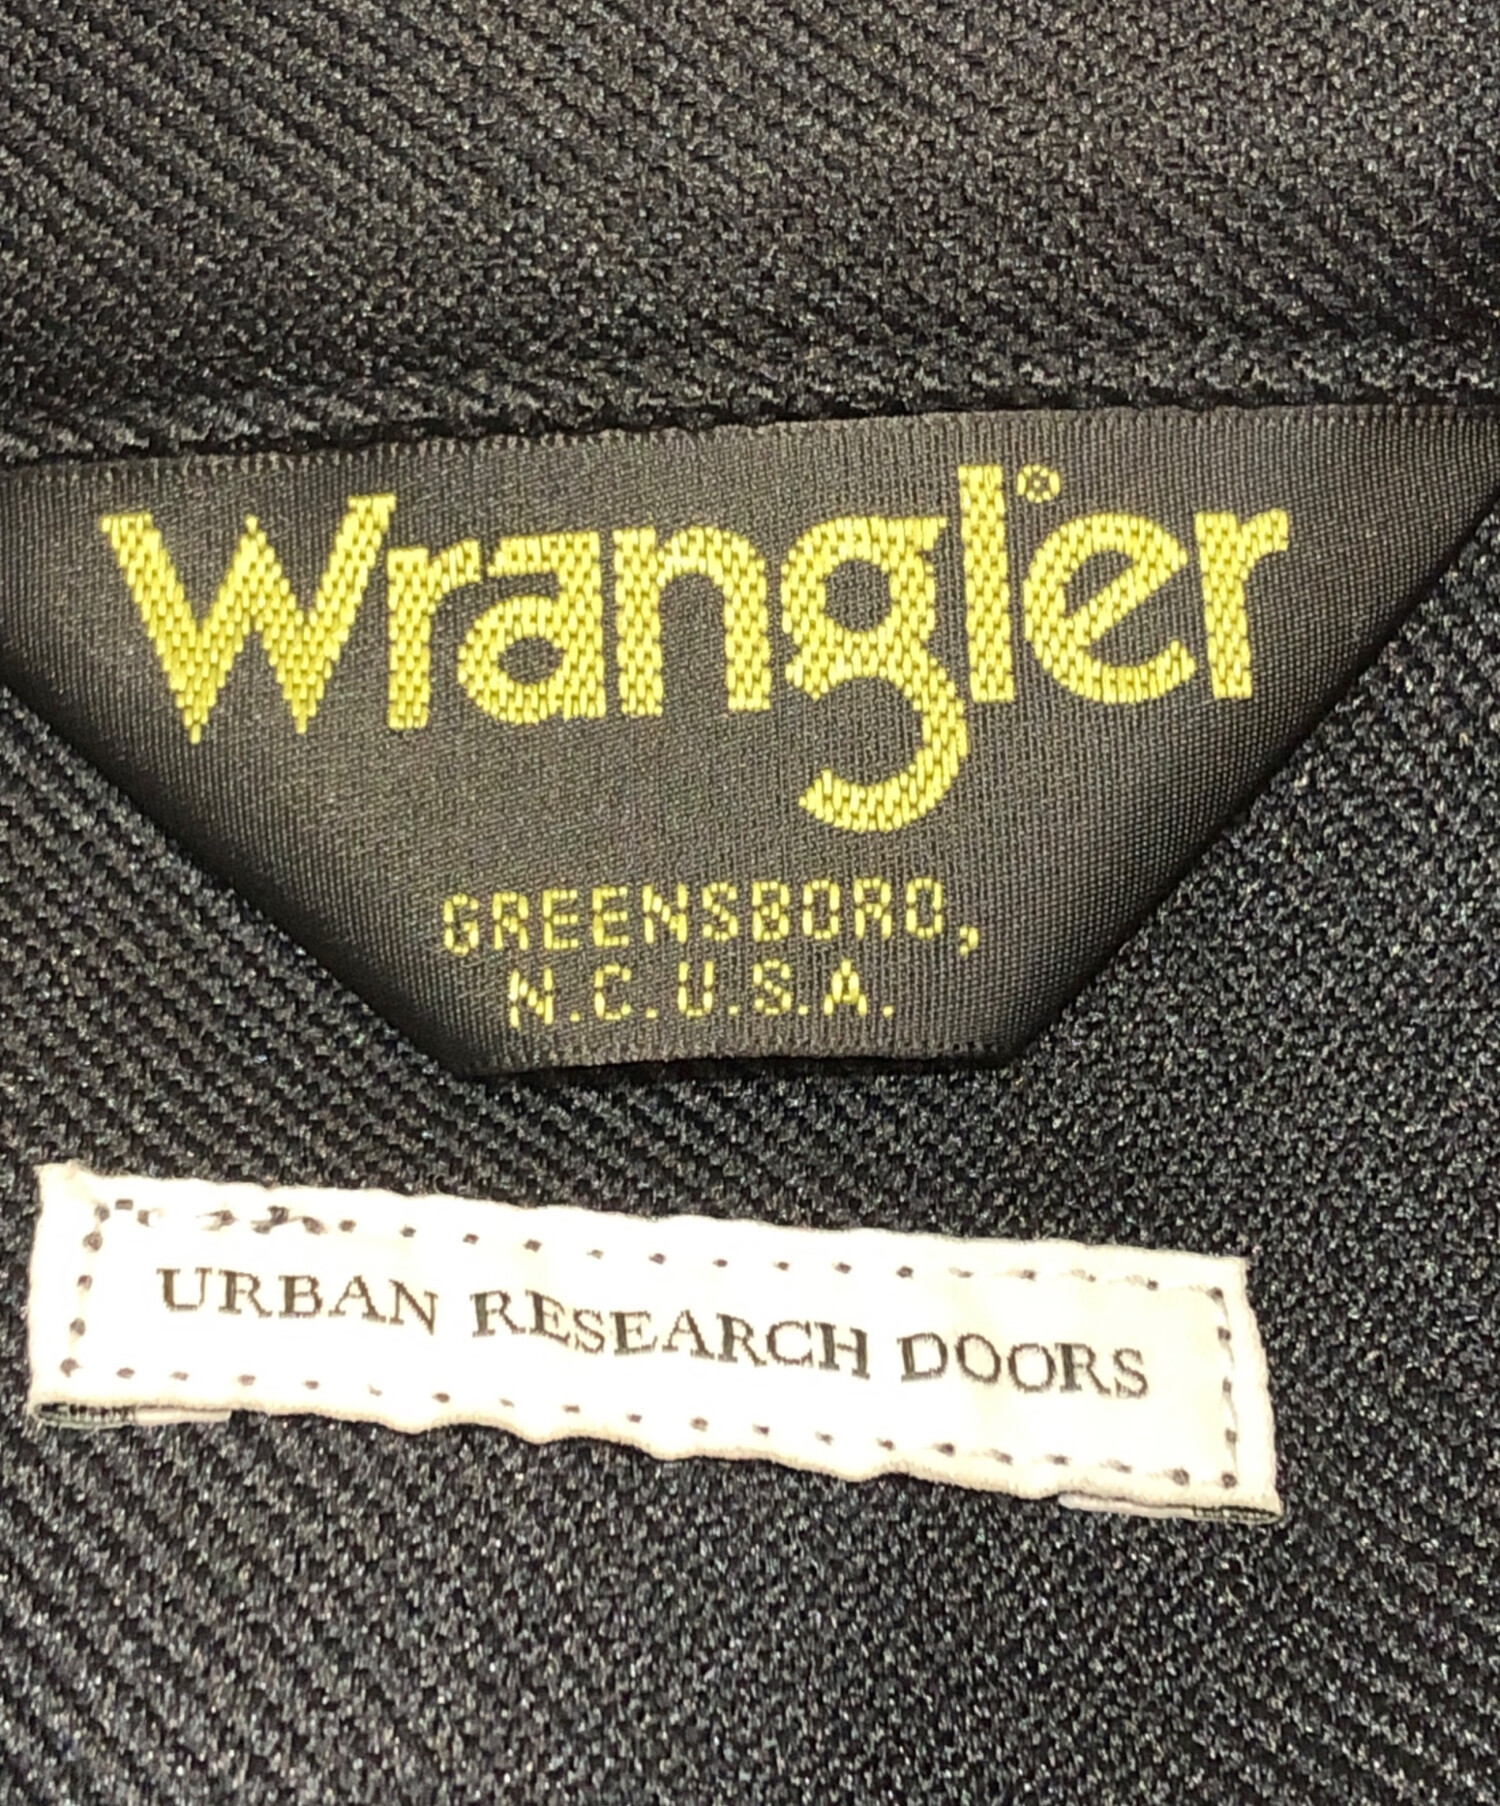 Wrangler®
GREENSBORO,
N.C.U.S.A.
URBAN RESEARCH DOORS